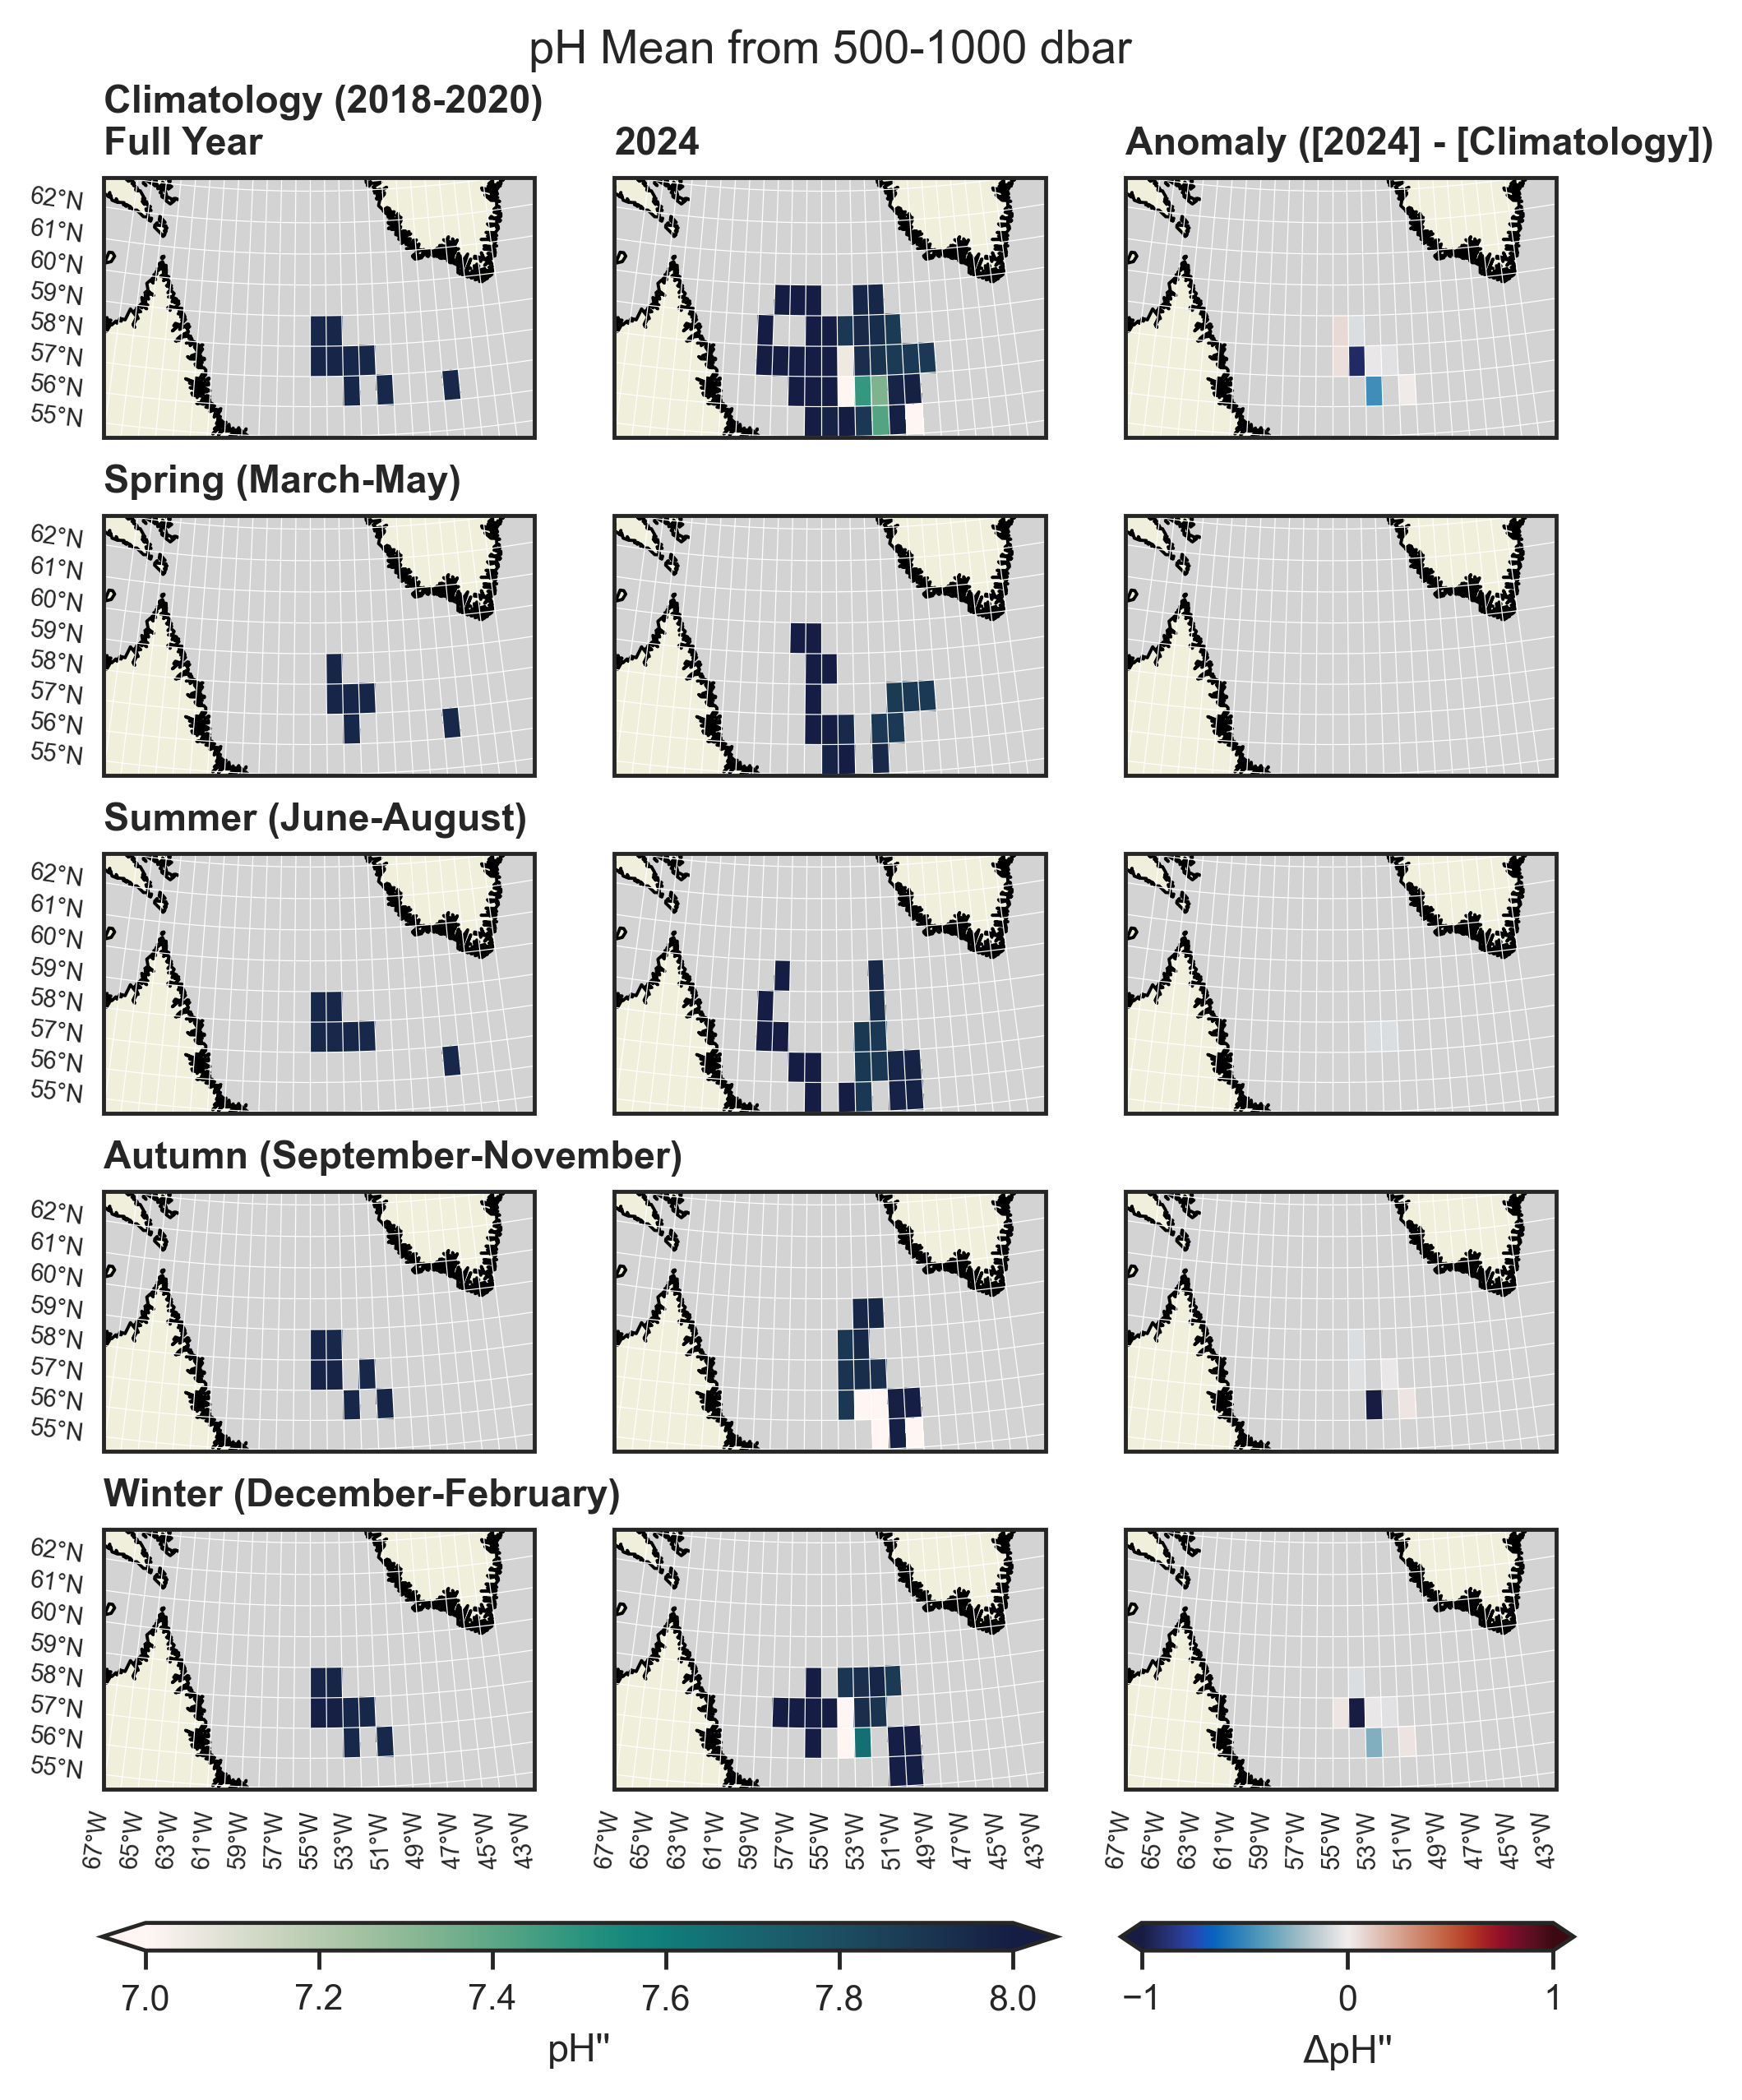 pH Mean from 500-1000 dbar
Climatology (2018-2020)
Full Year
2024
Anomaly ([2024] - [Climatology])
62°N
61°N
60°N
59°N
58°N
57°N
56°N
55°N
Spring (March-May)
62°N
61°N
60°N
59°N
58°N
57°N
56°N
55°N
Summer (June-August)
62°N
61°N
60°N
59°N
58°N
57°N
56°N
55°N
Autumn (September-November)
62°N
61°N
60°N
59°N
58°N
57°N
56°N
55°N
Winter (December-February)
62°N
61°N
60°N
59°N
58°N
57°N
56°N
55°N
67°W 65°W 63°W 61°W 59°W 57°W 55°W 53°W 51°W 49°W 47°W 45°W 43°W
67°W 65°W 63°W 61°W 59°W 57°W 55°W 53°W 51°W 49°W 47°W 45°W 43°W
67°W 65°W 63°W 61°W 59°W 57°W 55°W 53°W 51°W 49°W 47°W 45°W 43°W
7.0 7.2 7.4 7.6 7.8 8.0
pH"
−1 0 1
ΔpH"